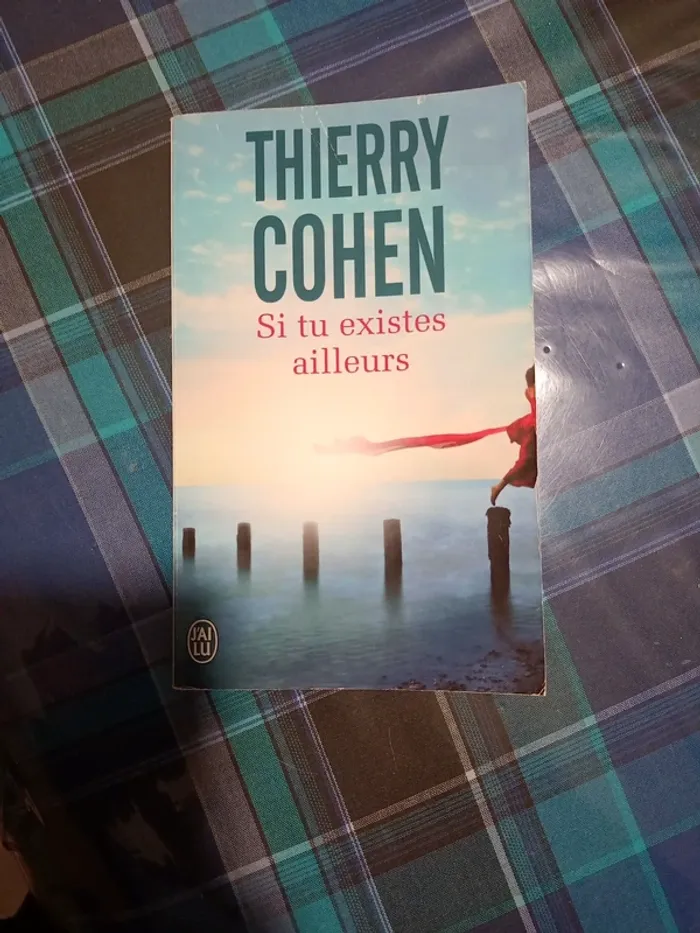 THIERRY
COHEN
Si tu existes
ailleurs
J'AI
LU